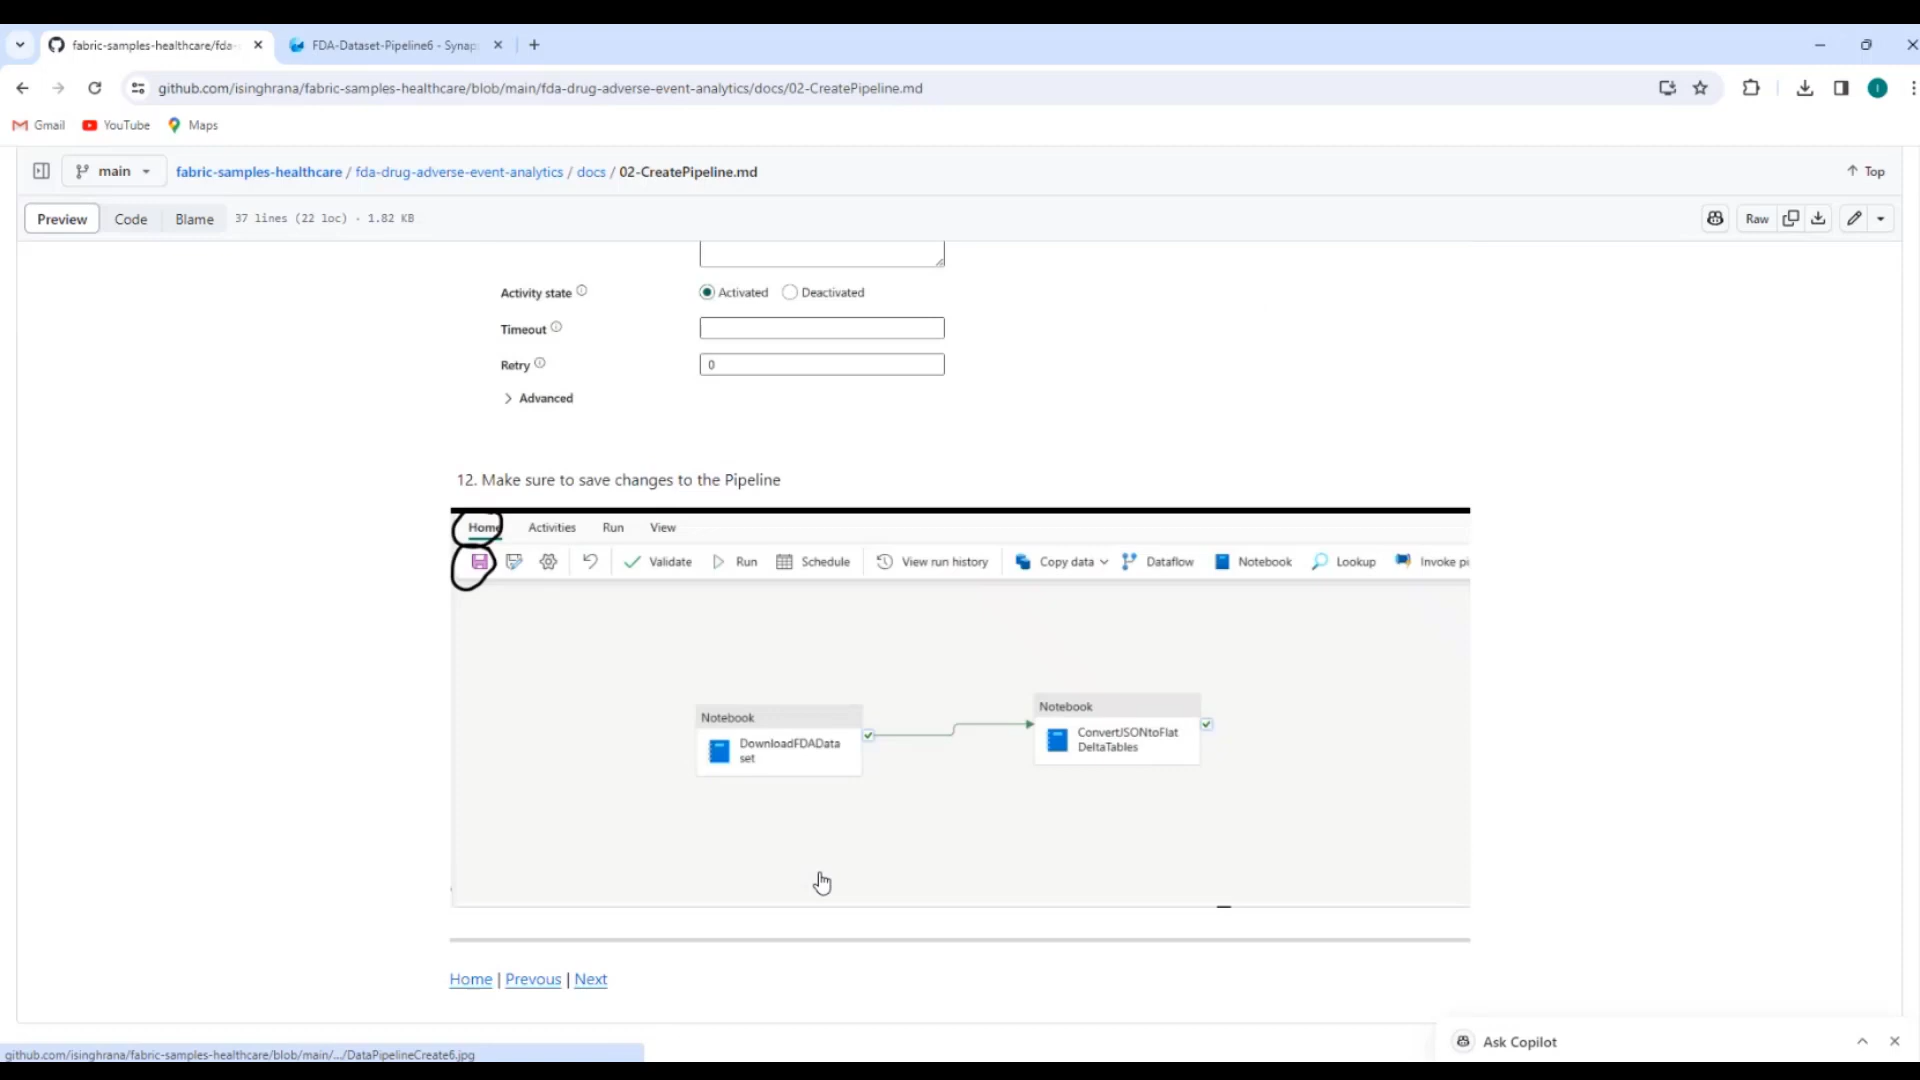 fabric-samples-healthcare/fda-
FDA-Dataset-Pipeline6 - Synap
github.com/isinghrana/fabric-samples-healthcare/blob/main/fda-drug-adverse-event-analytics/docs/02-CreatePipeline.md
I
Gmail
YouTube
Maps
main
fabric-samples-healthcare / fda-drug-adverse-event-analytics / docs / 02-CreatePipeline.md
Top
Preview
Code
Blame
37 lines (22 loc) · 1.82 KB
Raw
Activity state
Activated
Deactivated
Timeout
Retry
0
Advanced
12. Make sure to save changes to the Pipeline
Home
Activities
Run
View
Validate
Run
Schedule
View run history
Copy data
Dataflow
Notebook
Lookup
Invoke pi
Notebook
DownloadFDAData
set
Notebook
ConvertJSONtoFlat
DeltaTables
Home | Prevous | Next
Ask Copilot
github.com/isinghrana/fabric-samples-healthcare/blob/main/.../DataPipelineCreate6.jpg